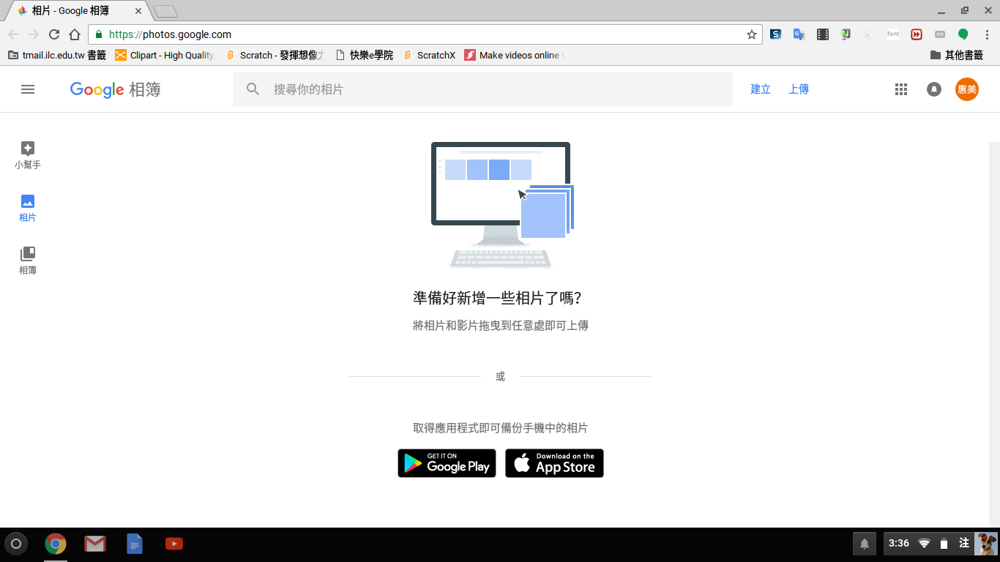 相片 - Google 相簿
https://photos.google.com
font
HD
tmail.ilc.edu.tw 書籤
Clipart - High Quality
Scratch - 發揮想像力
快樂e學院
ScratchX
Make videos online
其他書籤
Google 相簿
搜尋你的相片
建立
上傳
惠美
小幫手
相片
相簿
準備好新增一些相片了嗎？
將相片和影片拖曳到任意處即可上傳
或
取得應用程式即可備份手機中的相片
GET IT ON
Google Play
Download on the
App Store
3:36
注